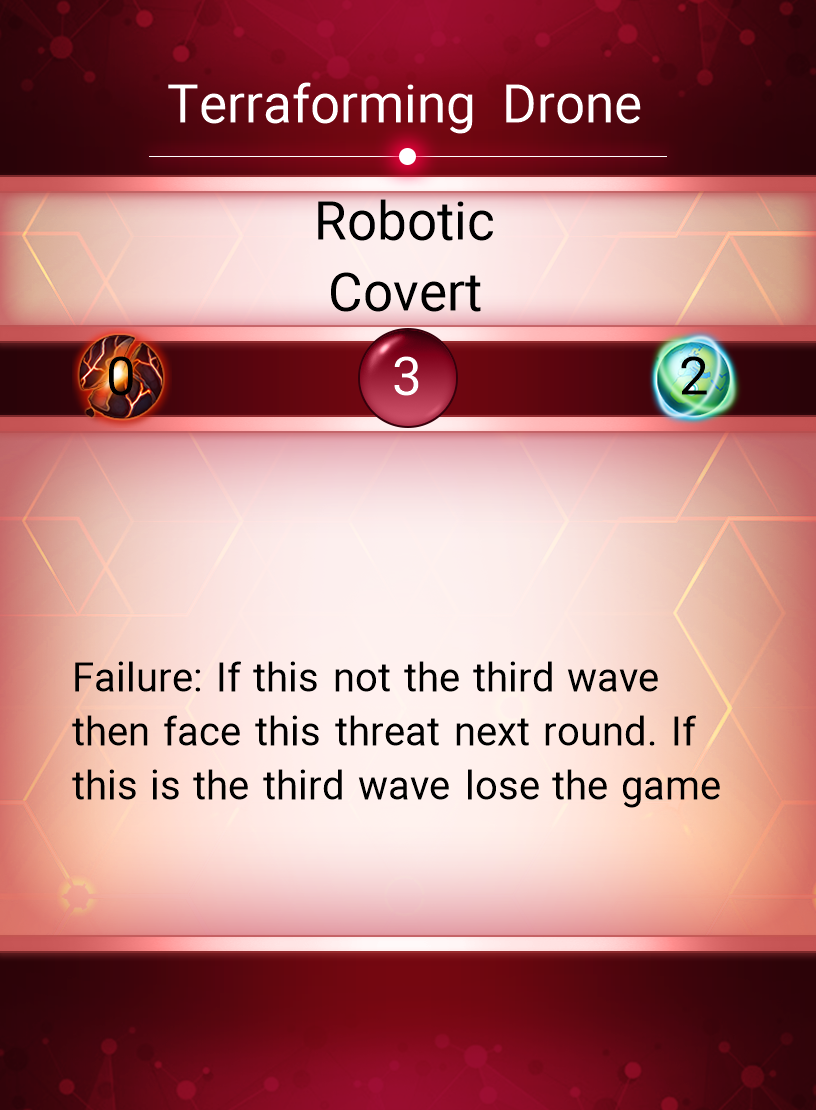 Terraforming Drone
Robotic
Covert
0 3 2
Failure: If this not the third wave
then face this threat next round. If
this is the third wave lose the game